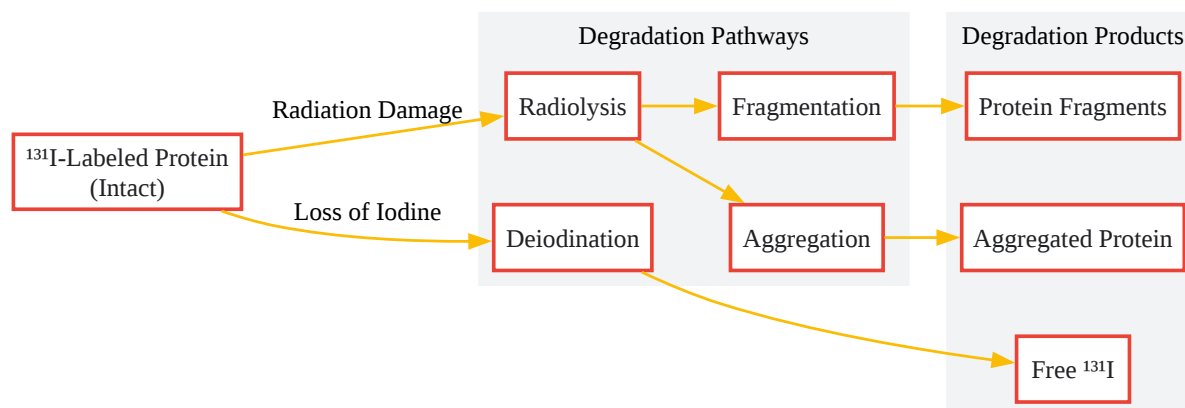 Degradation Pathways
Degradation Products
Radiation Damage
Radiolysis
Fragmentation
Protein Fragments
¹³¹I-Labeled Protein
(Intact)
Loss of Iodine
Deiodination
Aggregation
Aggregated Protein
Free ¹³¹I